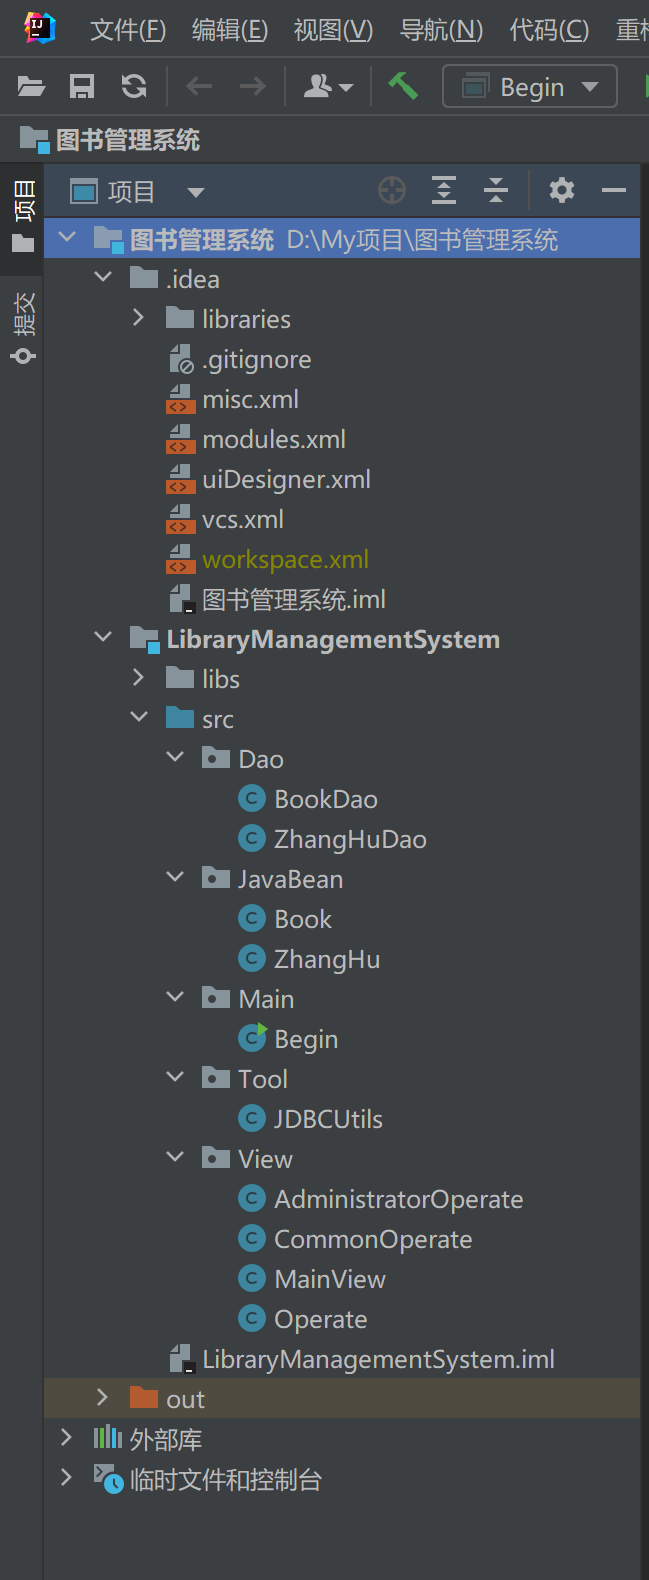 文件(F) 编辑(E) 视图(V) 导航(N) 代码(C)
Begin
图书管理系统
项目
项目
提交
图书管理系统 D:\My项目\图书管理系统
.idea
libraries
.gitignore
misc.xml
modules.xml
uiDesigner.xml
vcs.xml
workspace.xml
图书管理系统.iml
LibraryManagementSystem
libs
src
Dao
BookDao
ZhangHuDao
JavaBean
Book
ZhangHu
Main
Begin
Tool
JDBCUtils
View
AdministratorOperate
CommonOperate
MainView
Operate
LibraryManagementSystem.iml
out
外部库
临时文件和控制台